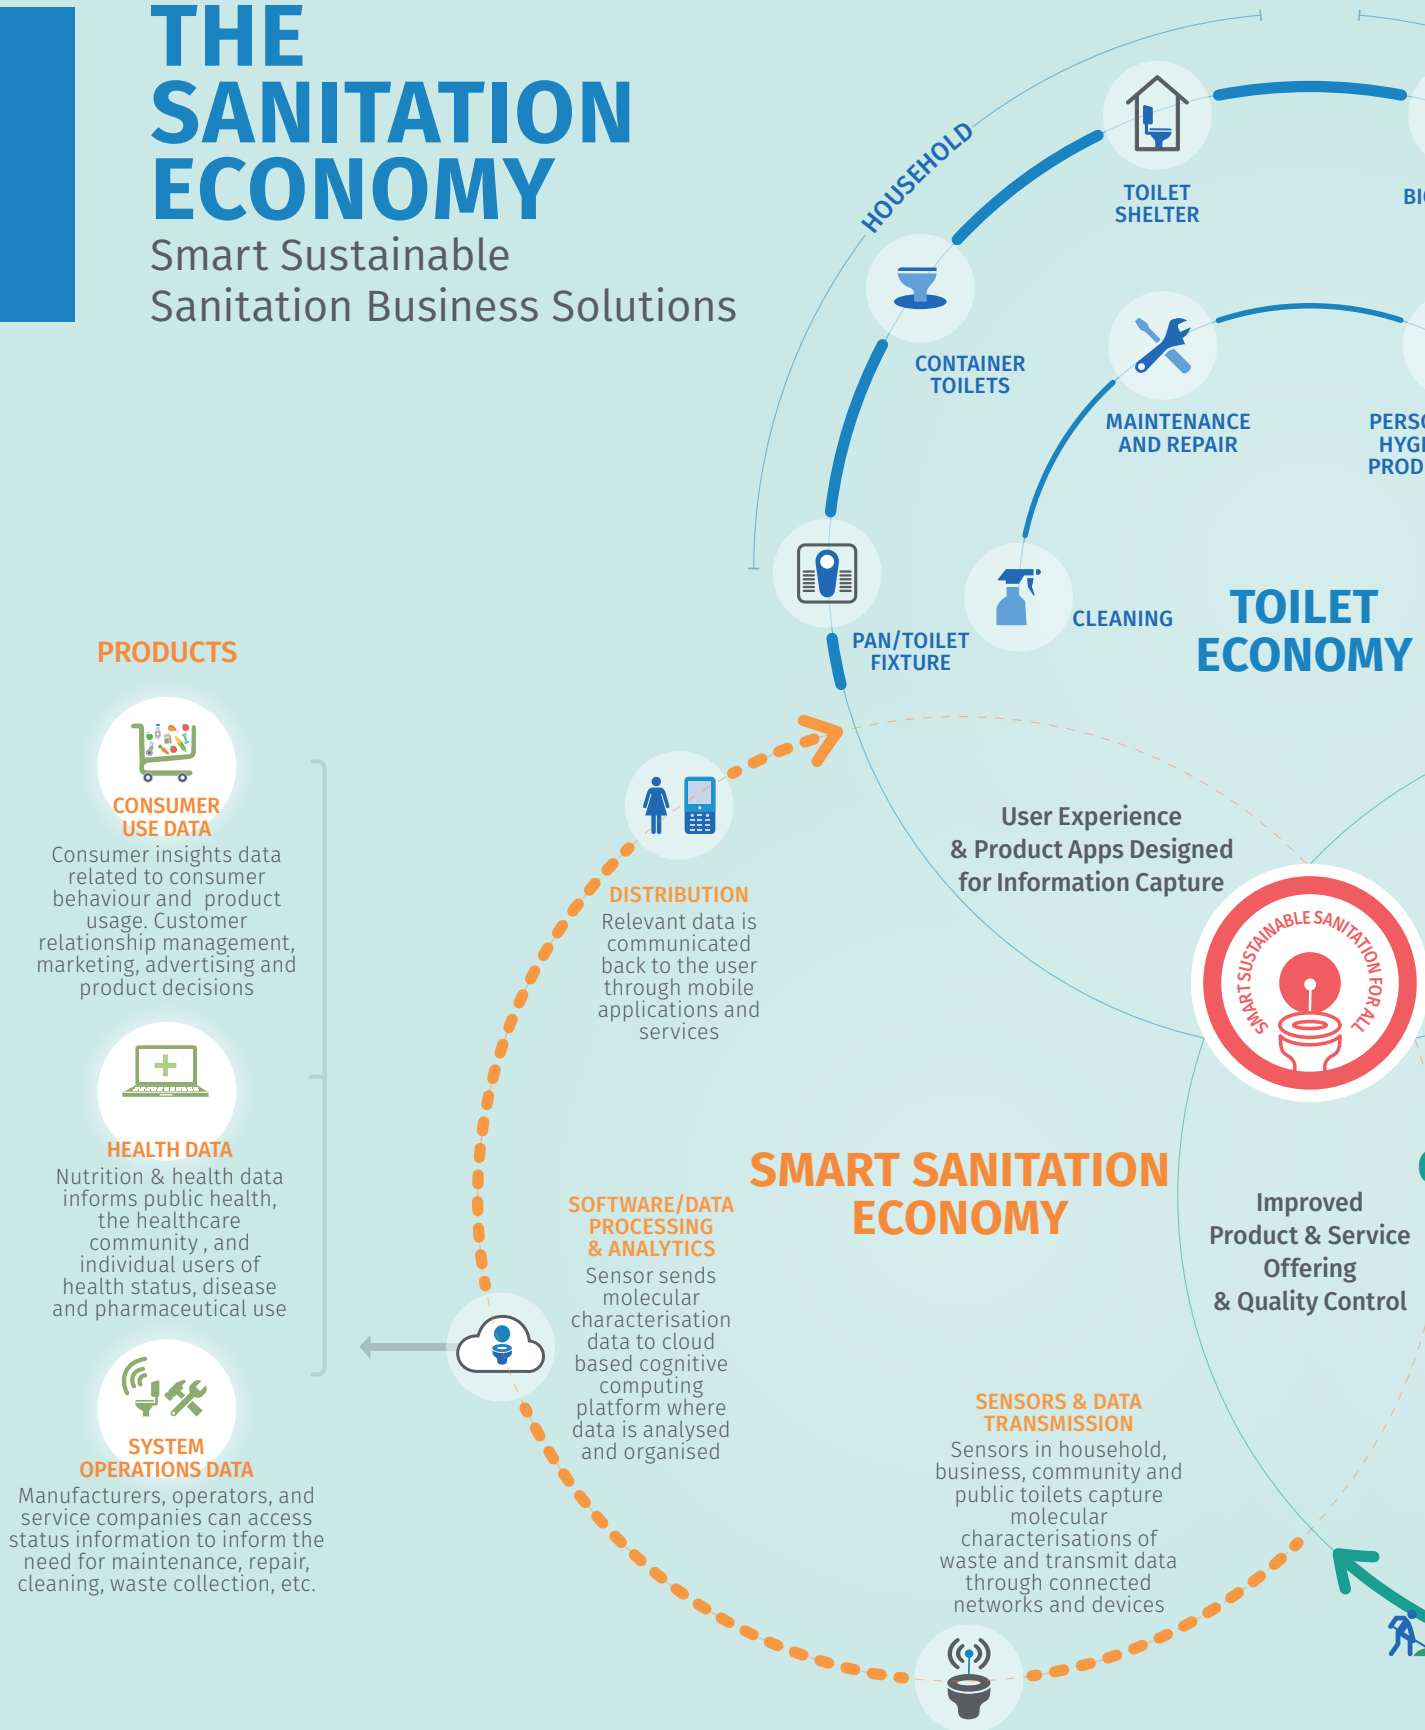 THE
SANITATION
ECONOMY
Smart Sustainable
Sanitation Business Solutions
HOUSEHOLD
TOILET
SHELTER
CONTAINER
TOILETS
MAINTENANCE
AND REPAIR
CLEANING
PAN/TOILET
FIXTURE
TOILET
ECONOMY
PRODUCTS
CONSUMER
USE DATA
Consumer insights data
related to consumer
behaviour and product
usage. Customer
relationship management,
marketing, advertising and
product decisions
HEALTH DATA
Nutrition & health data
informs public health,
the healthcare
community , and
individual users of
health status, disease
and pharmaceutical use
SYSTEM
OPERATIONS DATA
Manufacturers, operators, and
service companies can access
status information to inform the
need for maintenance, repair,
cleaning, waste collection, etc.
DISTRIBUTION
Relevant data is
communicated
back to the user
through mobile
applications and
services
User Experience
& Product Apps Designed
for Information Capture
SMART SUSTAINABLE SANITATION FOR ALL
SMART SANITATION
ECONOMY
SOFTWARE/DATA
PROCESSING
& ANALYTICS
Sensor sends
molecular
characterisation
data to cloud
based cognitive
computing
platform where
data is analysed
and organised
Improved
Product & Service
Offering
& Quality Control
SENSORS & DATA
TRANSMISSION
Sensors in household,
business, community and
public toilets capture
molecular
characterisations of
waste and transmit data
through connected
networks and devices